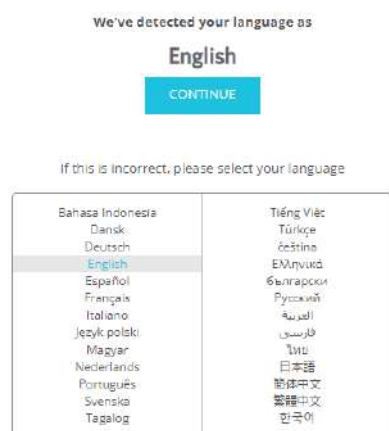 We've detected your language as
English
CONTINUE
If this is incorrect, please select your language
Bahasa Indonesia
Dansk
Deutsch
English
Español
Français
Italiano
Język polski
Magyar
Nederlands
Português
Svenska
Tagalog
Tiếng Việt
Türkçe
čeština
Ελληνικά
български
Русский
العربية
فارسی
ไทย
日本語
简体中文
繁體中文
한국어